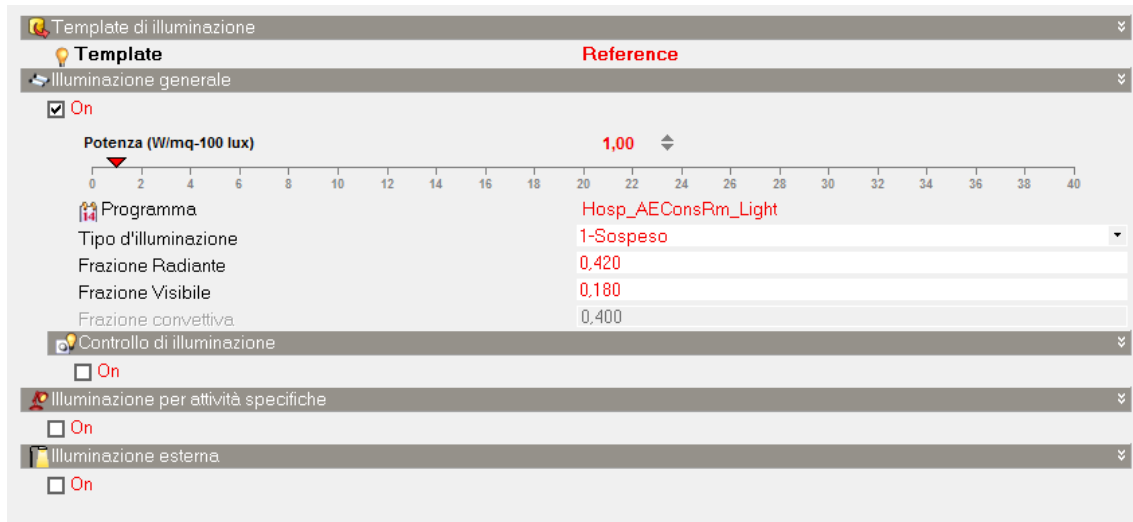 Template di illuminazione
Template Reference
Illuminazione generale
On
Potenza (W/mq-100 lux) 1,00
0 2 4 6 8 10 12 14 16 18 20 22 24 26 28 30 32 34 36 38 40
14 Programma Hosp_AEConsRm_Light
Tipo d'illuminazione 1-Sospeso
Frazione Radiante 0,420
Frazione Visibile 0,180
Frazione convettiva 0,400
Controllo di illuminazione
On
Illuminazione per attività specifiche
On
Illuminazione esterna
On